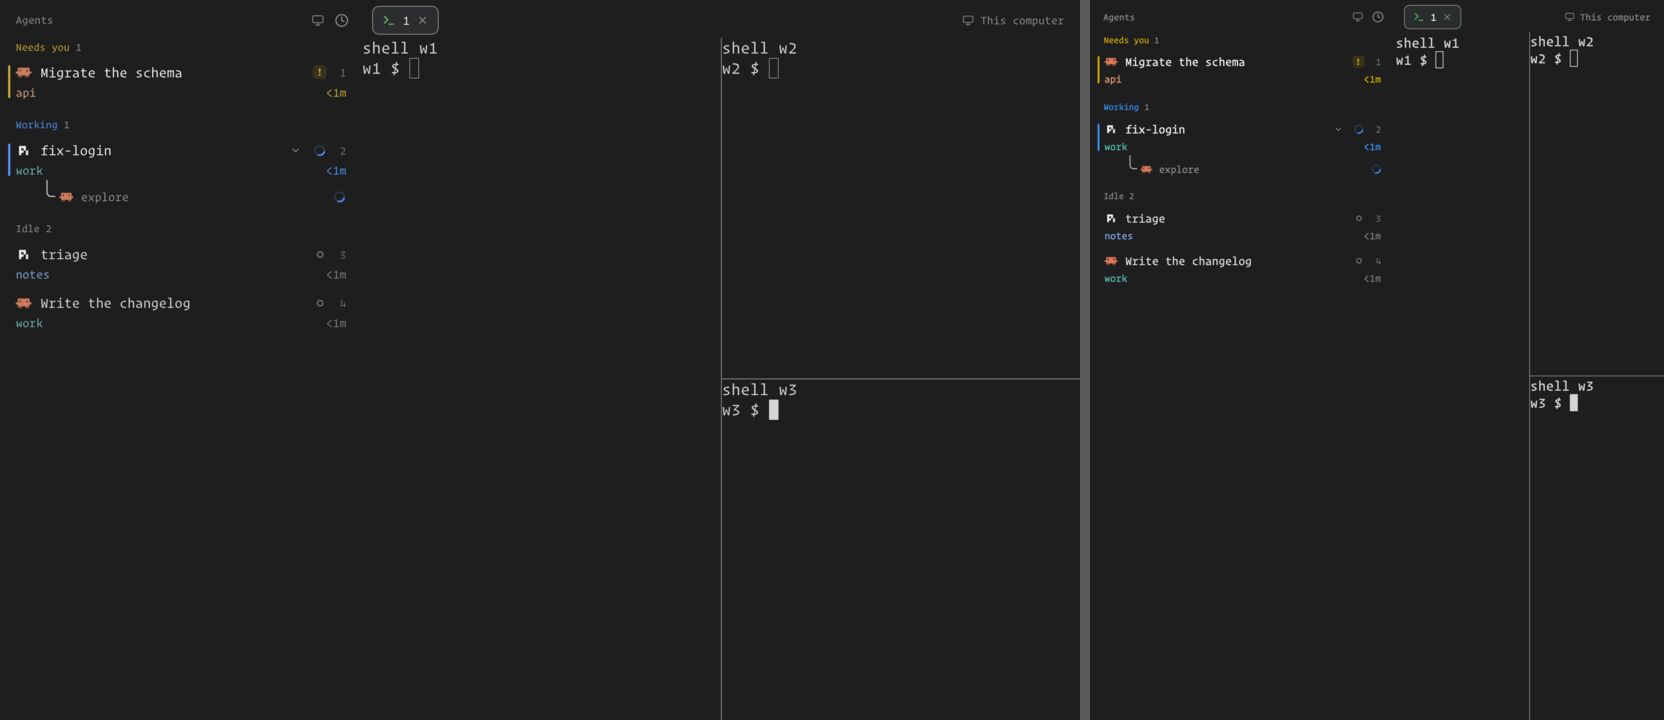 Agents
1
This computer
Needs you 1
Migrate the schema ! 1
api <1m
Working 1
fix-login 2
work <1m
explore
Idle 2
triage 3
notes <1m
Write the changelog 4
work <1m
shell w1
w1 $
shell w2
w2 $
shell w3
w3 $
Agents
1
This computer
Needs you 1
Migrate the schema ! 1
api <1m
Working 1
fix-login 2
work <1m
explore
Idle 2
triage 3
notes <1m
Write the changelog 4
work <1m
shell w1
w1 $
shell w2
w2 $
shell w3
w3 $